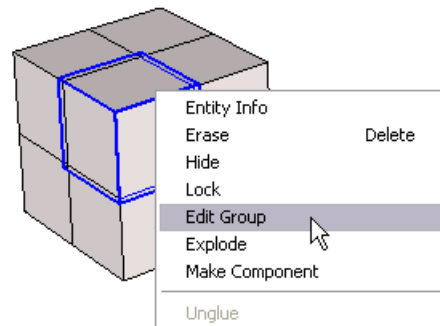 Entity Info
Erase Delete
Hide
Lock
Edit Group
Explode
Make Component
Unglue